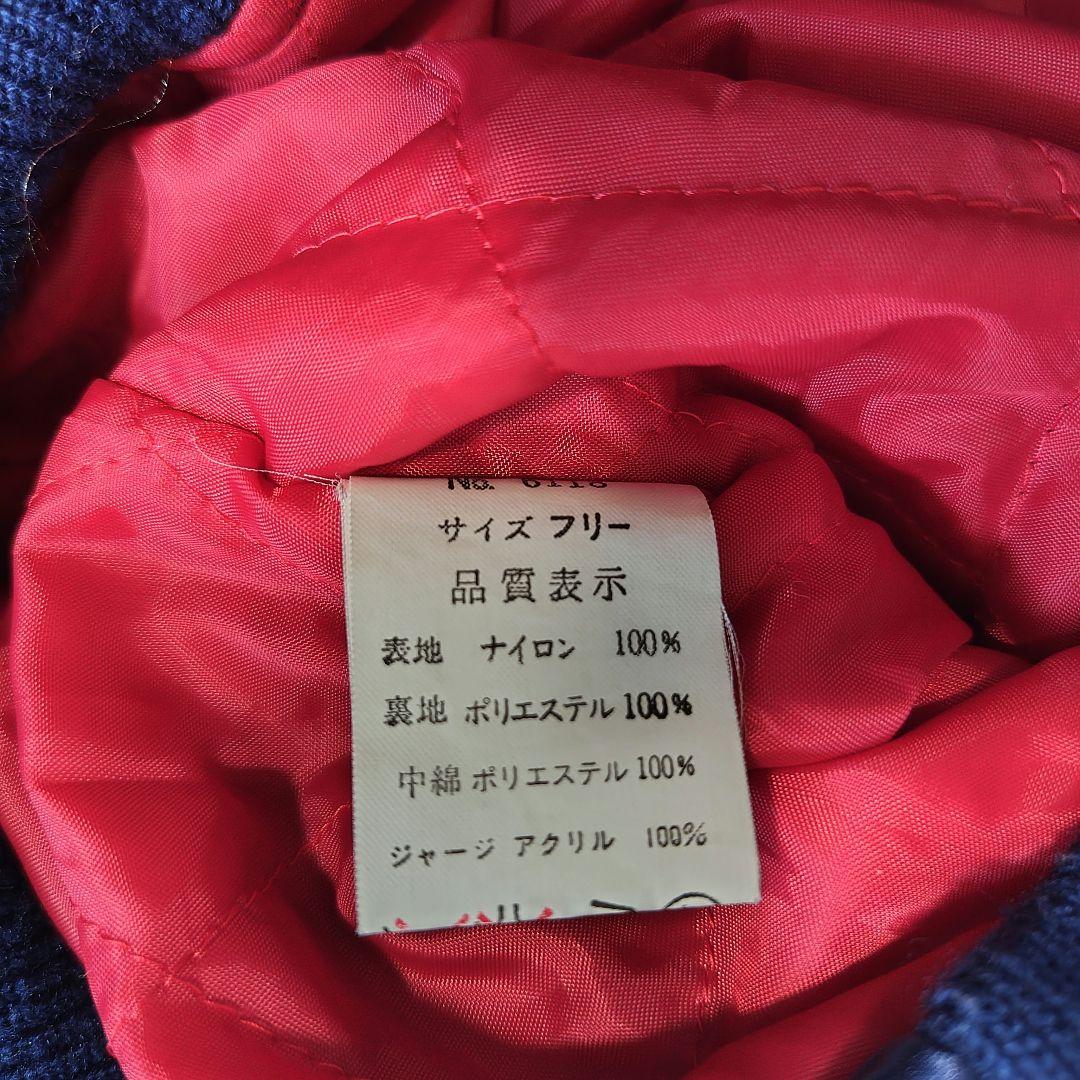 サイズ フリー
品質表示
表地 ナイロン 100%
裏地 ポリエステル 100%
中綿 ポリエステル 100%
ジャージ アクリル 100%